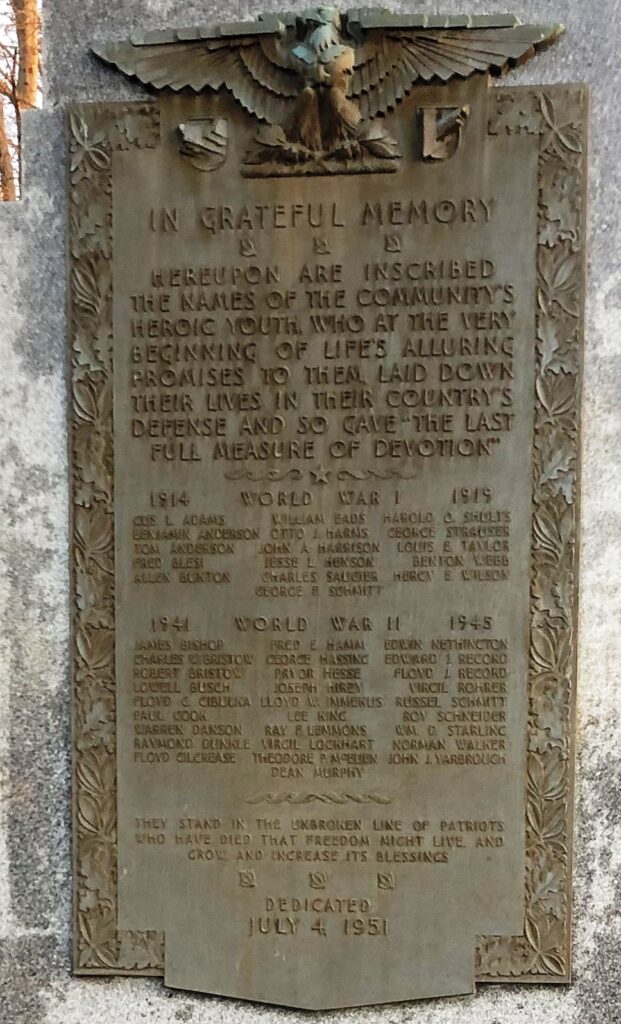 IN GRATEFUL MEMORY
HEREUPON ARE INSCRIBED
THE NAMES OF THE COMMUNITY'S
HEROIC YOUTH, WHO AT THE VERY
BEGINNING OF LIFE'S ALLURING
PROMISES TO THEM, LAID DOWN
THEIR LIVES IN THEIR COUNTRY'S
DEFENSE AND SO GAVE "THE LAST
FULL MEASURE OF DEVOTION"
1914 WORLD WAR I 1919
GUS L. ADAMS WILLIAM EADS HAROLD O. SHULTS
BENJAMIN ANDERSON OTTO J. HARMS GEORGE STRAUSER
TOM ANDERSON JOHN A. HARRISON LOUIS E. TAYLOR
FRED BLESI JESSE L. HENSON BENTON WEBB
ALLEN BUNTON CHARLES SAUGIER HERCY E. WILSON
GEORGE F. SCHMITT
1941 WORLD WAR II 1945
JAMES BISHOP FRED E. HAMM EDWIN NETHINGTON
CHARLES W. BRISTOW GEORGE HASSING EDWARD J. RECORD
ROBERT BRISTOW PRYOR HESSE FLOYD J. RECORD
LOWELL BUSCH JOSEPH VIRGIL ROHRER
FLOYD C. CIBULKA LLOYD W. IMMEKUS RUSSEL SCHMITT
PAUL COOK LEE KING ROY SCHNEIDER
WARREN DANSON RAY F. LEMMONS WM. D. STARLING
RAYMOND DUNKLE VIRGIL LOCKHART NORMAN WALKER
FLOYD GILCREASE THEODORE P. McEUEN JOHN J. YARBROUGH
DEAN MURPHY
THEY STAND IN THE UNBROKEN LINE OF PATRIOTS
WHO HAVE DIED THAT FREEDOM MIGHT LIVE, AND
GROW, AND INCREASE ITS BLESSINGS
DEDICATED
JULY 4, 1951